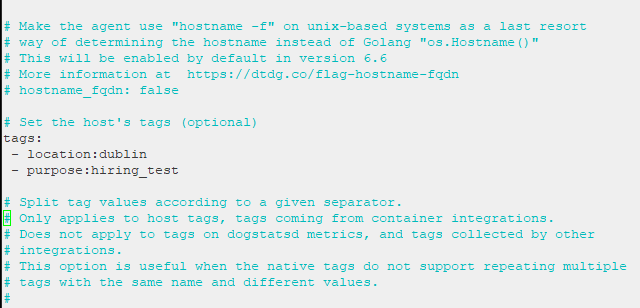 # Make the agent use "hostname -f" on unix-based systems as a last resort
# way of determining the hostname instead of Golang "os.Hostname()"
# This will be enabled by default in version 6.6
# More information at  https://dtdg.co/flag-hostname-fqdn
# hostname_fqdn: false

# Set the host's tags (optional)
tags:
 - location:dublin
 - purpose:hiring_test

# Split tag values according to a given separator.
# Only applies to host tags, tags coming from container integrations.
# Does not apply to tags on dogstatsd metrics, and tags collected by other
# integrations.
# This option is useful when the native tags do not support repeating multiple
# tags with the same name and different values.
#